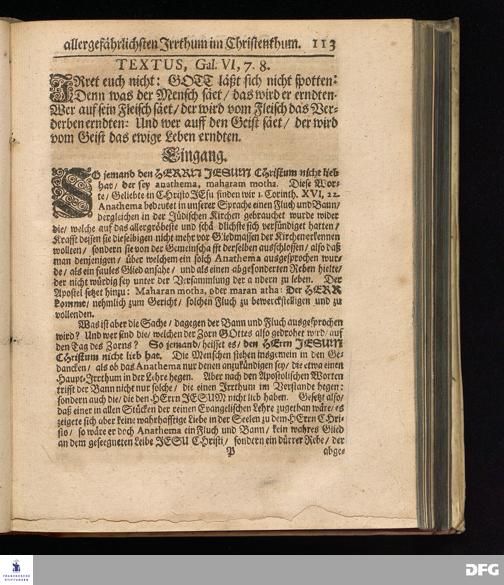 allergefährlichsten Irrthum im Christenthum. 113
TEXTUS, Gal. VI, 7. 8.
IRret euch nicht: GOTT läßt sich nicht spotten:
Denn was der Mensch säet/ das wird er erndten.
Wer auf sein Fleisch säet/ der wird vom Fleisch das Ver-
derben erndten: Und wer auff den Geist säet/ der wird
vom Geist das ewige Leben erndten.
Eingang.
SO jemand den HERRN JESUM Christum nicht lieb
hat/ der sey anathema, maharam motha. Diese Wor-
te/ Geliebte in Christo JEsu finden wir 1. Corinth. XVI, 22.
Anathema bedeutet in unserer Sprache einen Fluch und Bann/
dergleichen in der Jüdischen Kirchen gebrauchet wurde wider
die/ welche auf das allergröbeste und schädlichste sich versündiget hatten/
Krafft dessen sie dieselbigen nicht mehr vor Gliedmassen der Kirchen erkennen
wolten/ sondern sie von der Gemeinschafft derselben ausschlossen/ also daß
man denjenigen/ über welchem ein solch Anathema ausgesprochen wur-
de/ als ein faules Glied ansahe/ und als einen abgesonderten Reben hielte/
der nicht würdig sey unter der Versammlung der andern zu leben. Der
Apostel setzet hinzu: Maharan motha, oder maran atha: Der HERR
komme/ nehmlich zum Gericht/ solchen Fluch zu bewerckstelligen und zu
vollenden.
Was ist aber die Sache/ dagegen der Bann und Fluch ausgesprochen
wird? Und wer sind die/ welchen der Zorn GOttes also gedrohet wird/ auf
den Tag des Zorns? So jemand/ heisset es/ den HErrn JESUM
Christum nicht lieb hat. Die Menschen stehen insgemein in den Ge-
dancken/ als ob das Anathema nur denen anzukündigen sey/ die etwa einen
Haupt-Irrthum in der Lehre hegen. Aber nach den Apostolischen Worten
trifft der Bann nicht nur solche/ die einen Irrthum im Verstande hegen:
sondern auch die/ die den HErrn JESUM nicht lieb haben. Gesetzt also/
daß einer in allen Stücken der reinen Evangelischen Lehre zugethan wäre/ es
zeigete sich aber keine wahrhafftige Liebe in der Seelen zu dem HErrn Chri-
sto/ so wäre er doch Anathema ein Fluch und Bann/ kein wahres Glied
an dem gesegneten Leibe JESU Christi/ sondern ein dürrer Rebe/ der
P abge-
FRANCKESCHE STIFTUNGEN
DFG